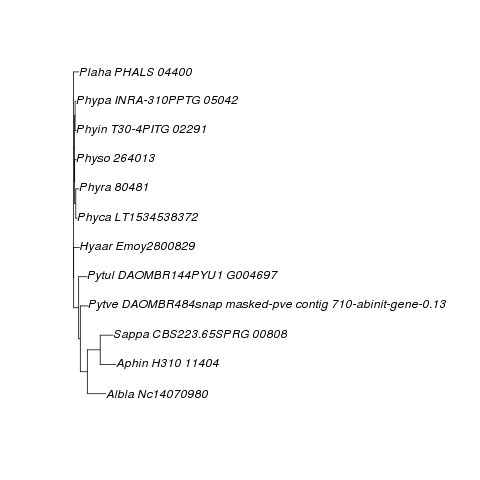 Plaha PHALS 04400
Phypa INRA-310PPTG 05042
Phyin T30-4PITG 02291
Physo 264013
Phyra 80481
Phyca LT1534538372
Hyaar Emoy2800829
Pytul DAOMBR144PYU1 G004697
Pytve DAOMBR484snap masked-pve contig 710-abinit-gene-0.13
Sappa CBS223.65SPRG 00808
Aphin H310 11404
Albla Nc14070980